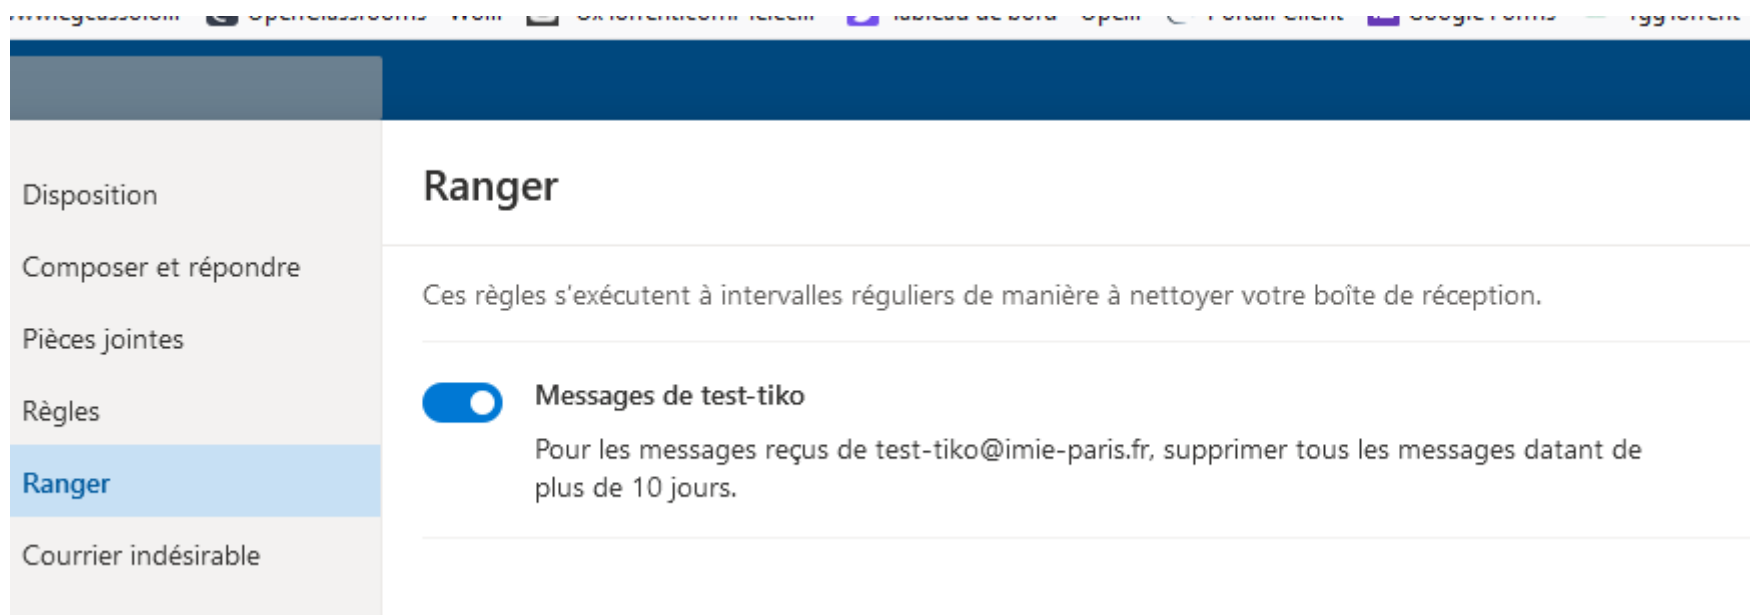 Disposition
Composer et répondre
Pièces jointes
Règles
Ranger
Courrier indésirable
Ranger
Ces règles s'exécutent à intervalles réguliers de manière à nettoyer votre boîte de réception.
Messages de test-tiko
Pour les messages reçus de test-tiko@imie-paris.fr, supprimer tous les messages datant de
plus de 10 jours.